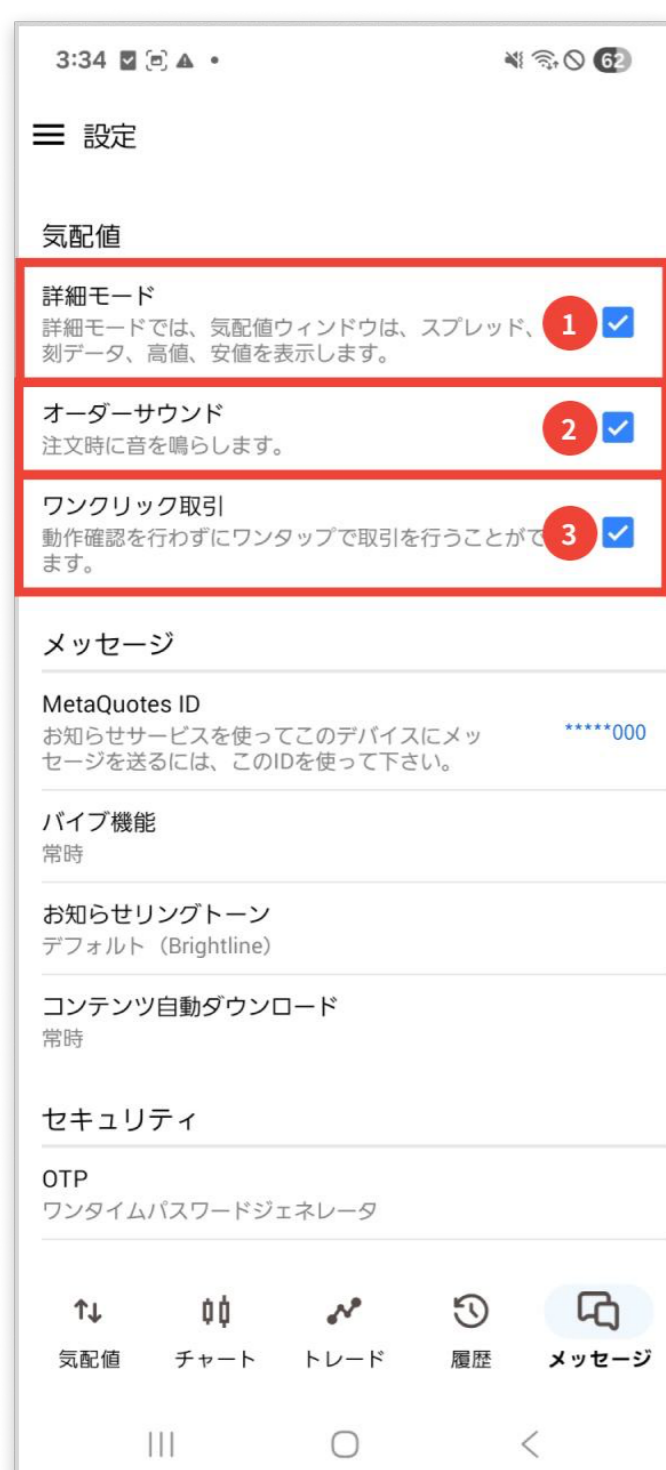 3:34
62
設定
気配値
詳細モード
詳細モードでは、気配値ウィンドウは、スプレッド、
1
刻データ、高値、安値を表示します。
オーダーサウンド
2
注文時に音を鳴らします。
ワンクリック取引
動作確認を行わずにワンタップで取引を行うことがで
3
ます。
メッセージ
MetaQuotes ID
お知らせサービスを使ってこのデバイスにメッ
*****000
セージを送るには、このIDを使って下さい。
バイブ機能
常時
お知らせリングトーン
デフォルト（Brightline）
コンテンツ自動ダウンロード
常時
セキュリティ
OTP
ワンタイムパスワードジェネレータ
気配値 チャート トレード 履歴 メッセージ